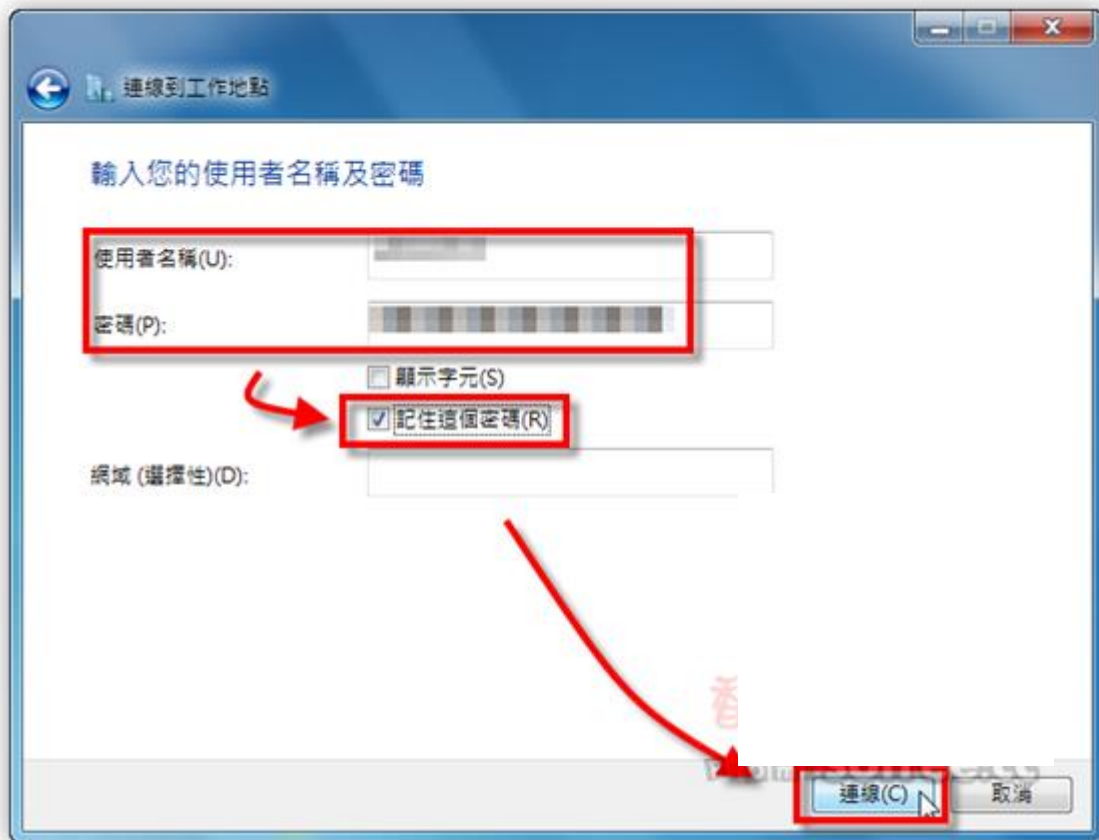 連線到工作地點
輸入您的使用者名稱及密碼
使用者名稱(U):
密碼(P):
顯示字元(S)
記住這個密碼(R)
網域 (選擇性)(D):
連線(C)
取消